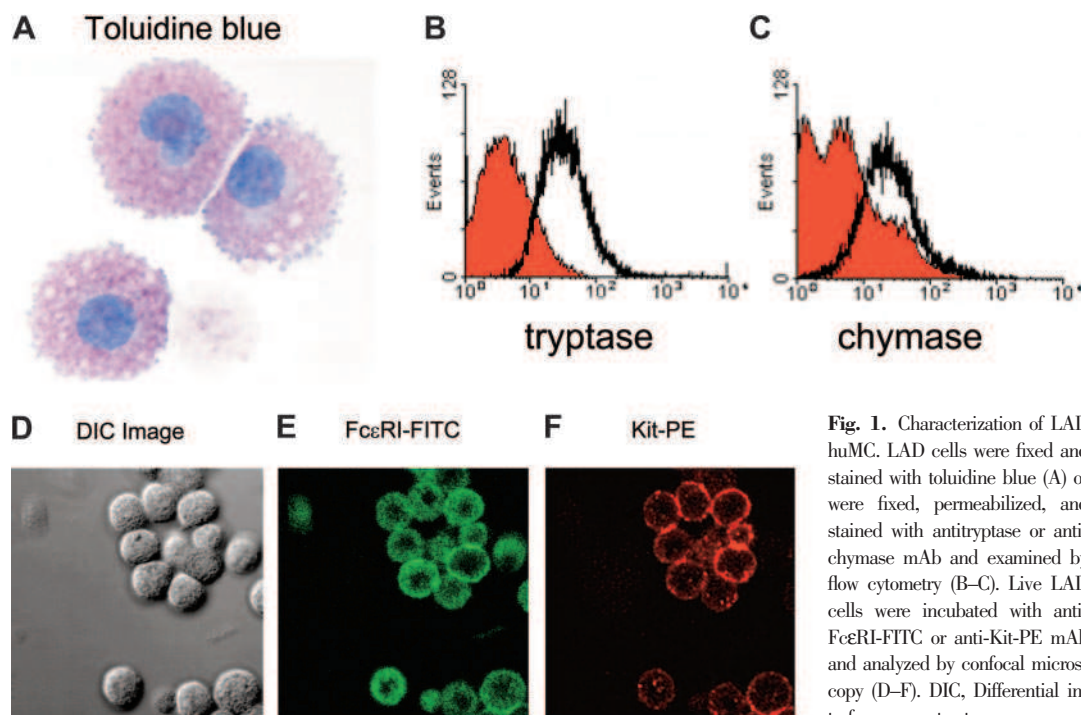 A Toluidine blue
B
C
128
Events
0
10⁰ 10¹ 10² 10³
tryptase
128
Events
0
10⁰ 10¹ 10² 10³
chymase
D DIC Image
E FcεRI-FITC
F Kit-PE
Fig. 1. Characterization of LAD
huMC. LAD cells were fixed and
stained with toluidine blue (A) o
were fixed, permeabilized, and
stained with antitryptase or anti
chymase mAb and examined by
flow cytometry (B–C). Live LAD
cells were incubated with anti
FcεRI-FITC or anti-Kit-PE mAb
and analyzed by confocal micros
copy (D–F). DIC, Differential in